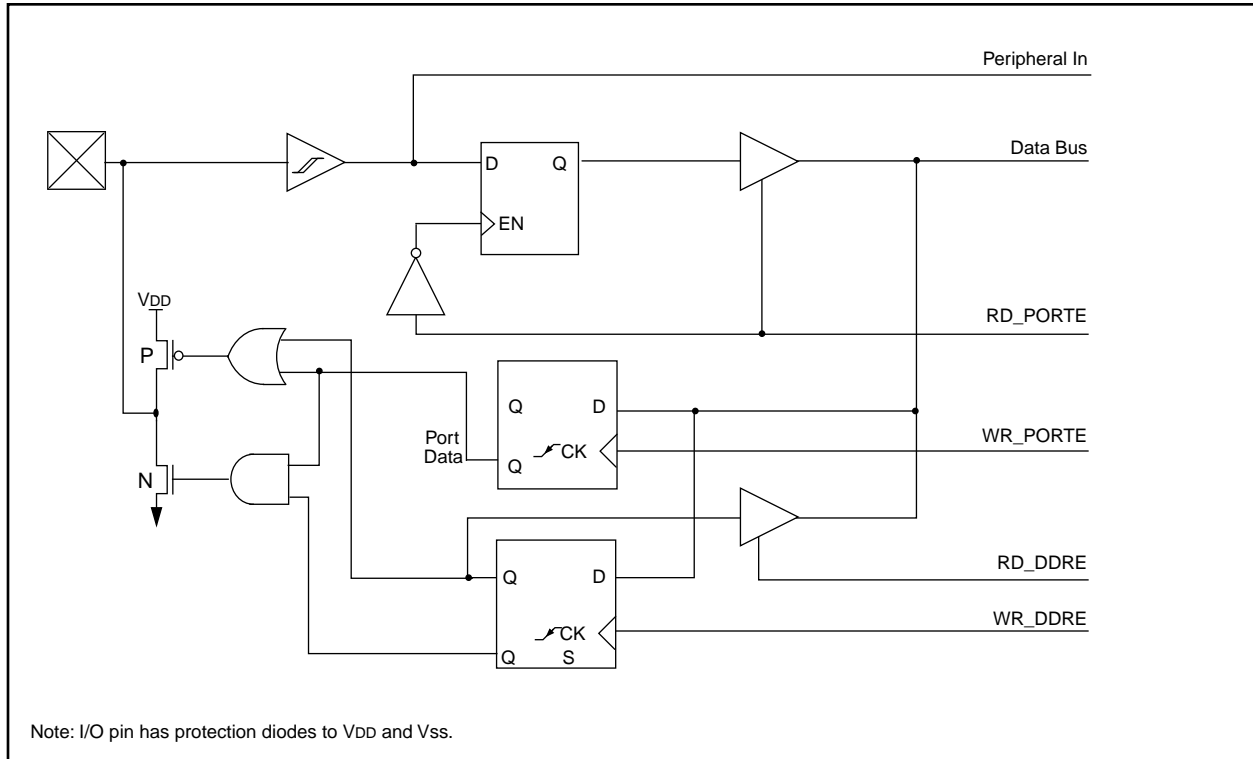 Peripheral In
Data Bus
D Q
EN
VDD
RD_PORTE
P
Q D
Port
Data
WR_PORTE
CK
Q
N
RD_DDRE
Q D
WR_DDRE
CK
S
Q
Note: I/O pin has protection diodes to VDD and Vss.